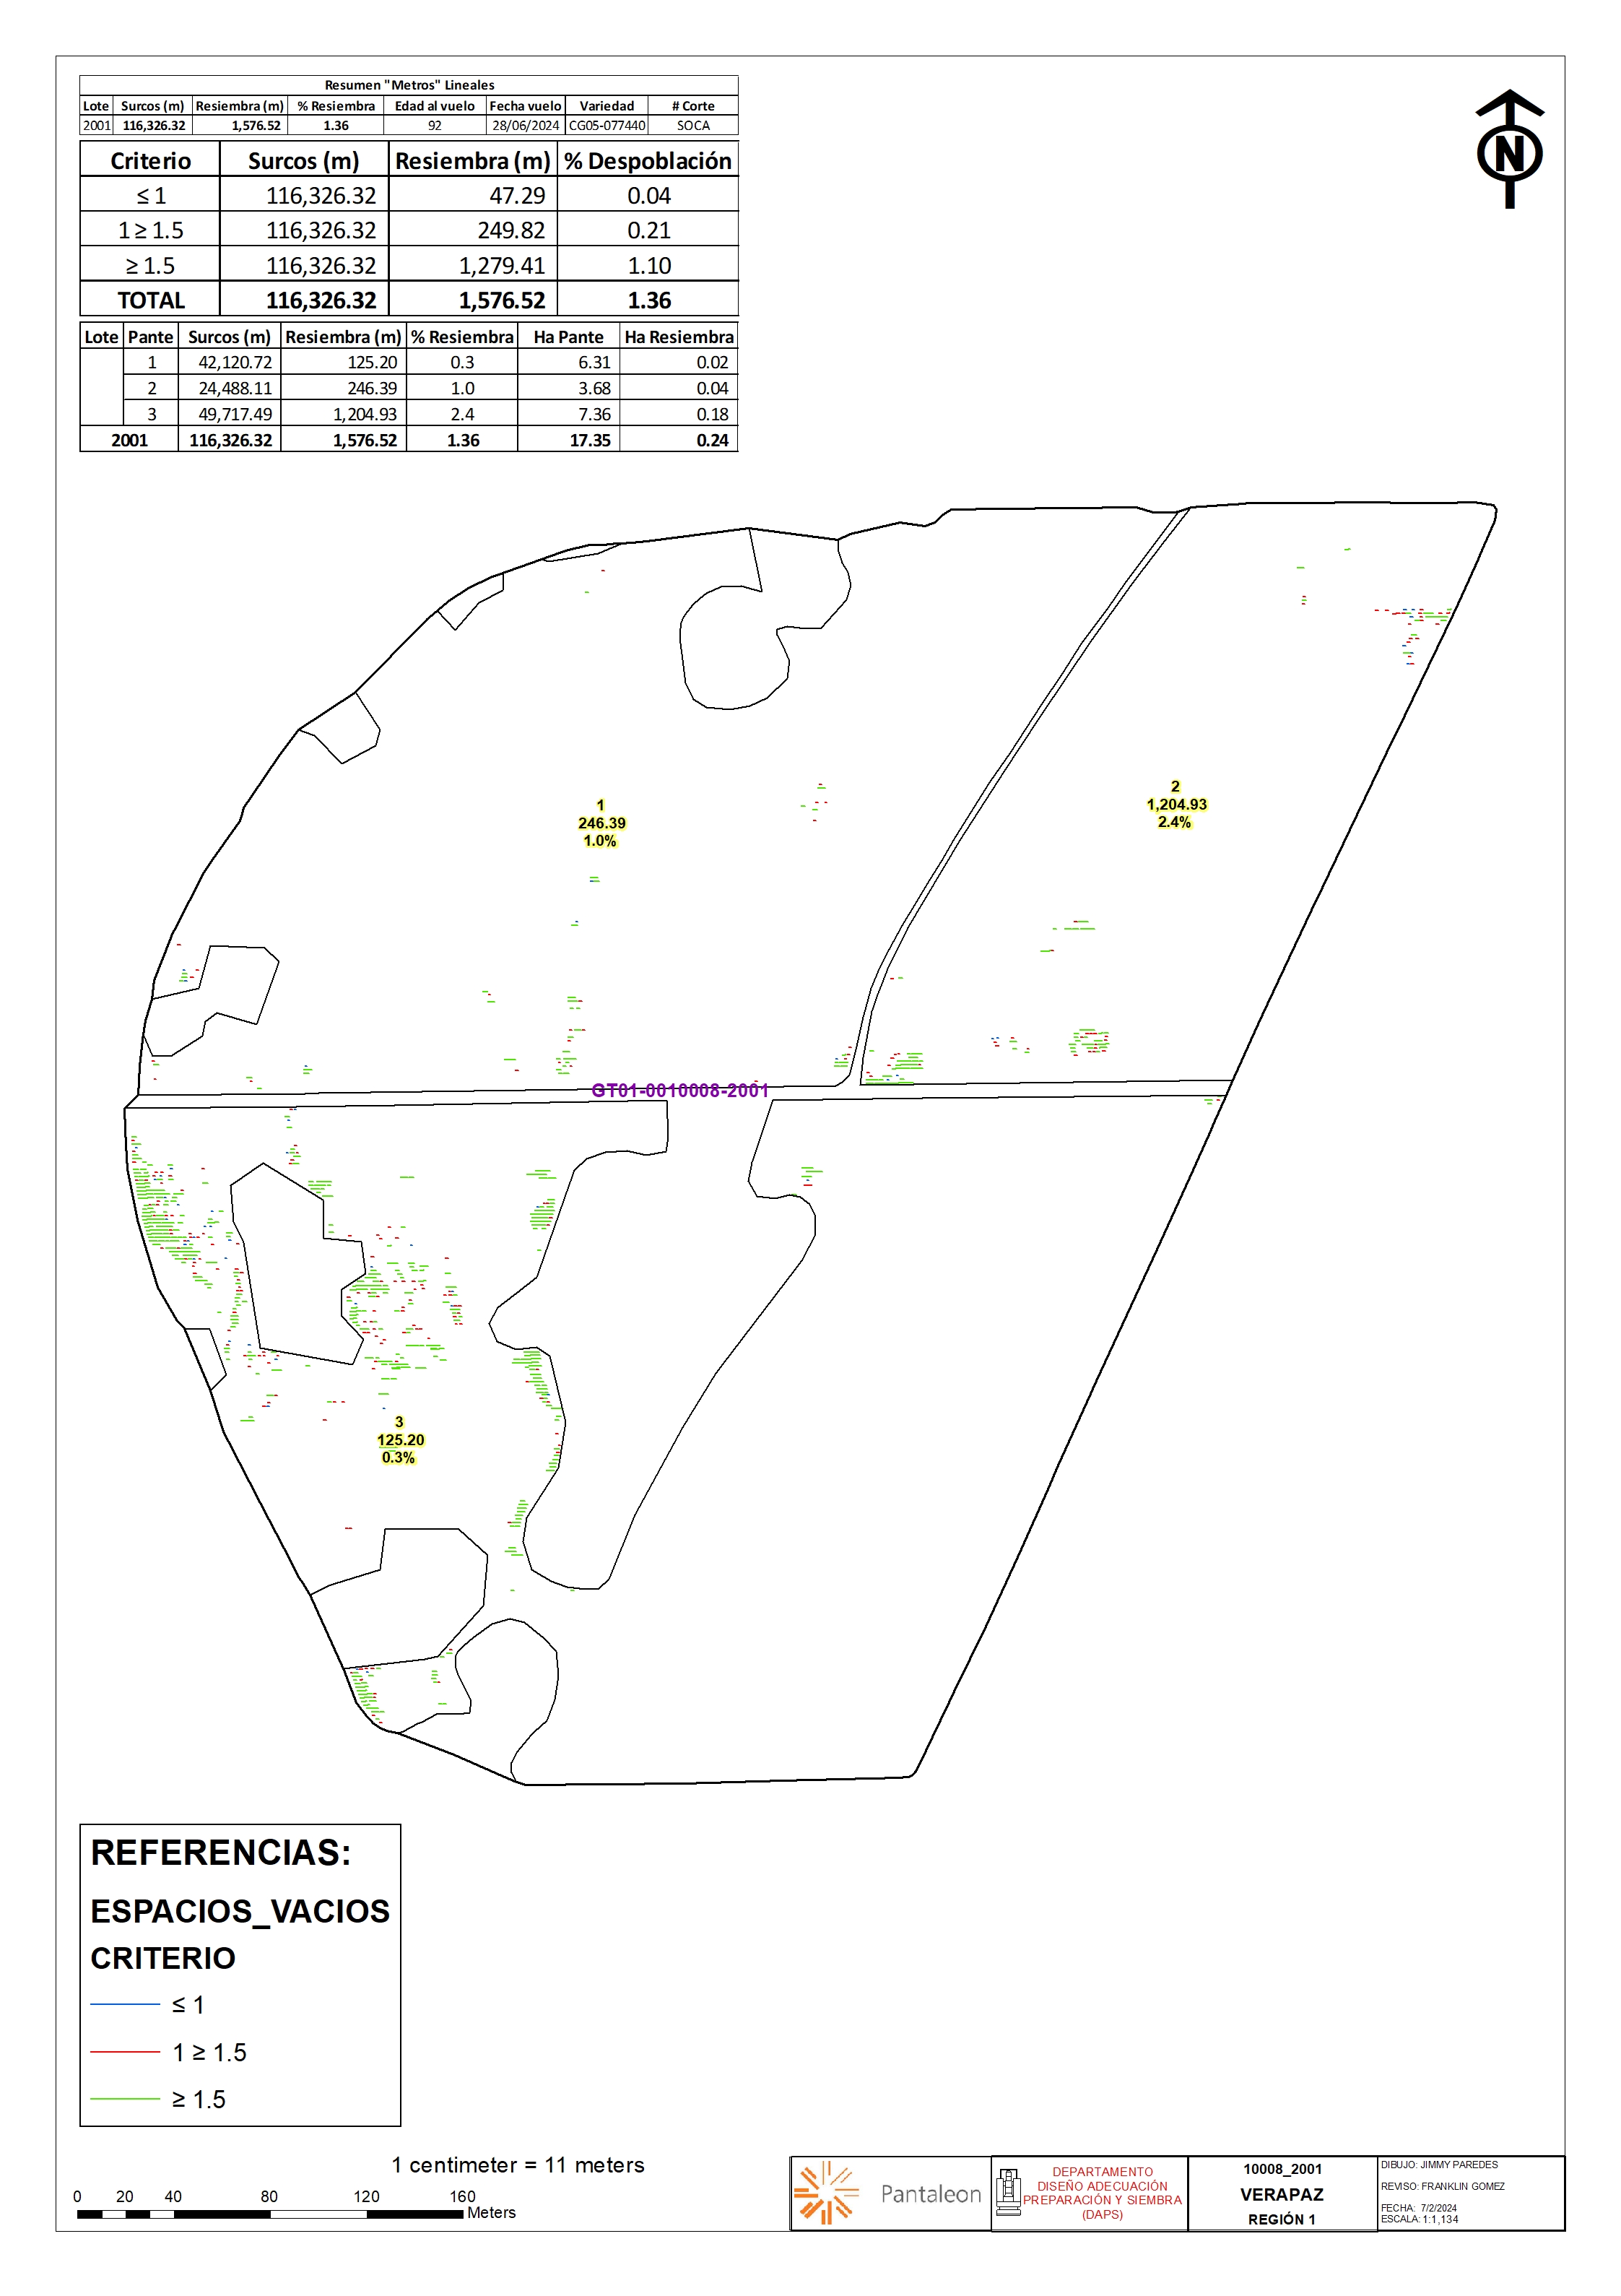 Resumen "Metros" Lineales
Lote Surcos (m) Resiembra (m) % Resiembra Edad al vuelo Fecha vuelo Variedad # Corte
2001 116,326.32 1,576.52 1.36 92 28/06/2024 CG05-077440 SOCA
Criterio Surcos (m) Resiembra (m) % Despoblación
≤ 1 116,326.32 47.29 0.04
1 ≥ 1.5 116,326.32 249.82 0.21
≥ 1.5 116,326.32 1,279.41 1.10
TOTAL 116,326.32 1,576.52 1.36
Lote Pante Surcos (m) Resiembra (m) % Resiembra Ha Pante Ha Resiembra
1 42,120.72 125.20 0.3 6.31 0.02
2 24,488.11 246.39 1.0 3.68 0.04
3 49,717.49 1,204.93 2.4 7.36 0.18
2001 116,326.32 1,576.52 1.36 17.35 0.24
N
2
1,204.93
2.4%
1
246.39
1.0%
GT01-0010008-2001
3
125.20
0.3%
REFERENCIAS:
ESPACIOS_VACIOS
CRITERIO
≤ 1
1 ≥ 1.5
≥ 1.5
1 centimeter = 11 meters
0 20 40 80 120 160
Meters
Pantaleon
DEPARTAMENTO
DISEÑO ADECUACIÓN
PREPARACIÓN Y SIEMBRA
(DAPS)
10008_2001
VERAPAZ
REGIÓN 1
DIBUJO: JIMMY PAREDES
REVISO: FRANKLIN GOMEZ
FECHA: 7/2/2024
ESCALA: 1:1,134